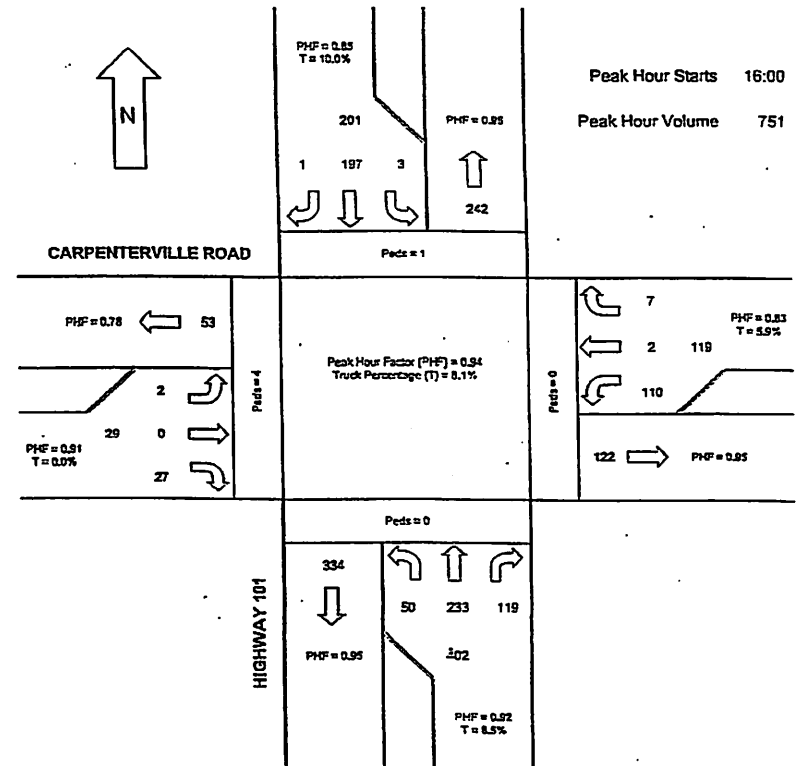 PHF = 0.85
T = 10.0%
Peak Hour Starts 16:00
Peak Hour Volume 751
N
201
PHF = 0.95
1 197 3
242
CARPENTERVILLE ROAD
Peds = 1
7
PHF = 0.83
T = 5.9%
PHF = 0.78
53
2 119
Peak Hour Factor (PHF) = 0.94
Truck Percentage (T) = 8.1%
Peds = 4
Peds = 0
2
110
29 0
PHF = 0.91
T = 0.0%
27
122
PHF = 0.95
Peds = 0
334
HIGHWAY 101
50 233 119
PHF = 0.95
PHF = 0.92
T = 8.5%